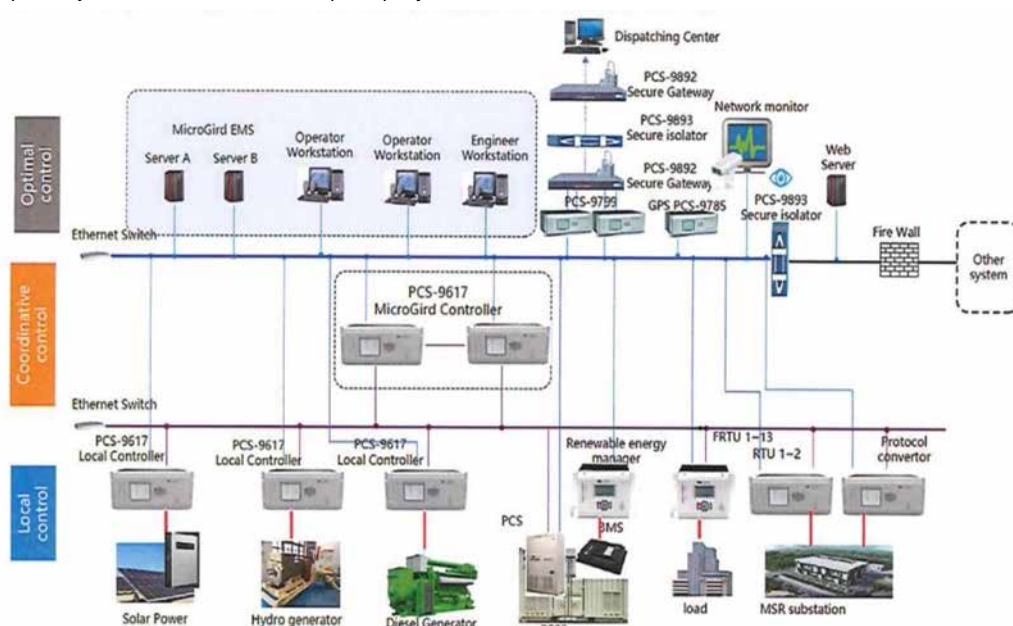 Dispatching Center
PCS-9892
Secure Gateway
PCS-9893
Secure isolator
PCS-9892
Secure Gateway
Network monitor
Web
Server
PCS-9799
GPS PCS-9785
PCS-9893
Secure isolator
Fire Wall
Other
system
MicroGird EMS
Server A
Server B
Operator
Workstation
Operator
Workstation
Engineer
Workstation
Optimal
control
Ethernet Switch
PCS-9617
MicroGird Controller
Coordinative
control
Ethernet Switch
PCS-9617
Local Controller
PCS-9617
Local Controller
PCS-9617
Local Controller
Renewable energy
manager
FRTU 1~13
RTU 1~2
Protocol
convertor
Local
control
PCS
BMS
Solar Power
Hydro generator
Diesel Generator
load
MSR substation